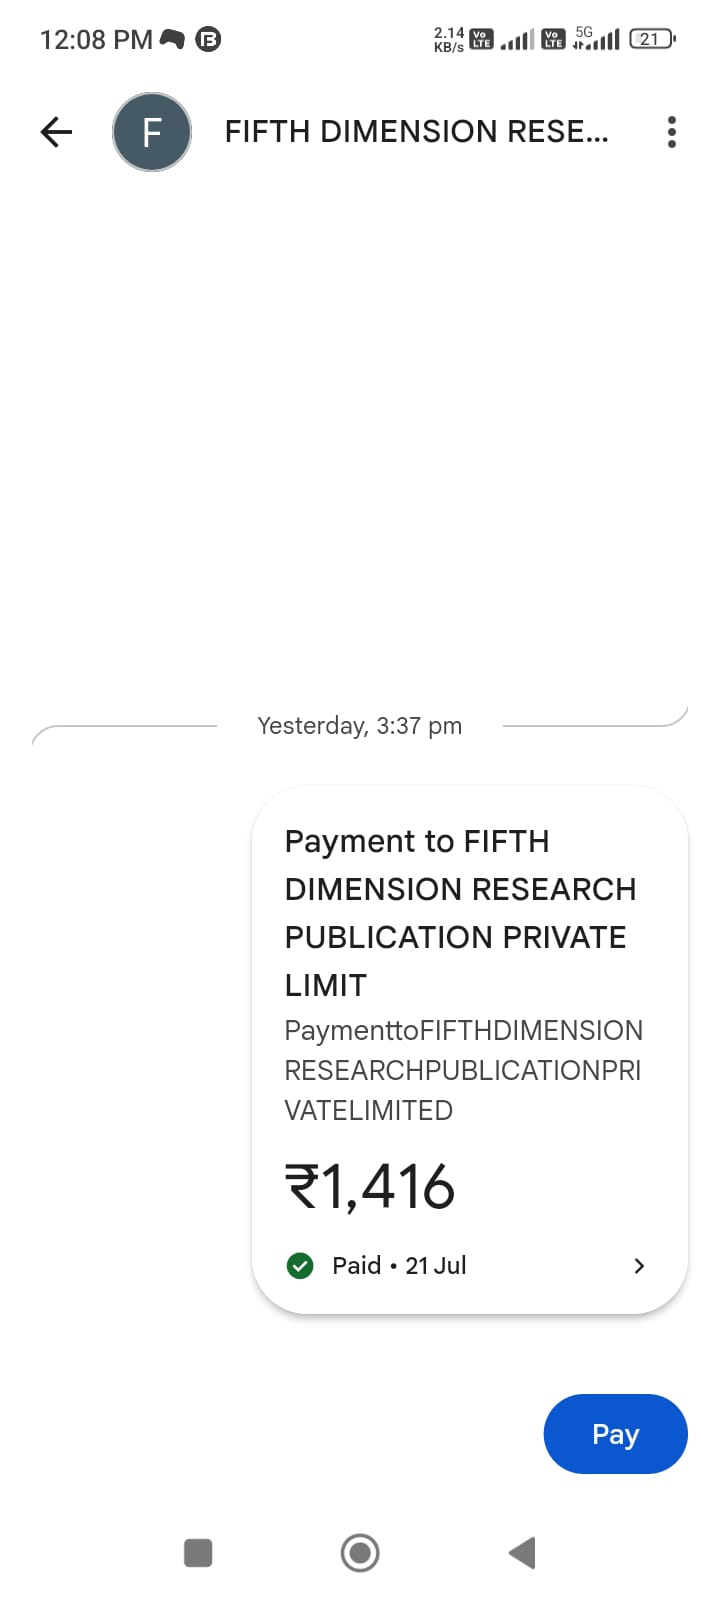 12:08 PM B 2.14 KB/s Vo LTE Vo LTE 5G 21
F FIFTH DIMENSION RESE...
Yesterday, 3:37 pm
Payment to FIFTH
DIMENSION RESEARCH
PUBLICATION PRIVATE
LIMIT
PaymenttoFIFTHDIMENSION
RESEARCHPUBLICATIONPRI
VATELIMITED
₹1,416
Paid • 21 Jul
Pay